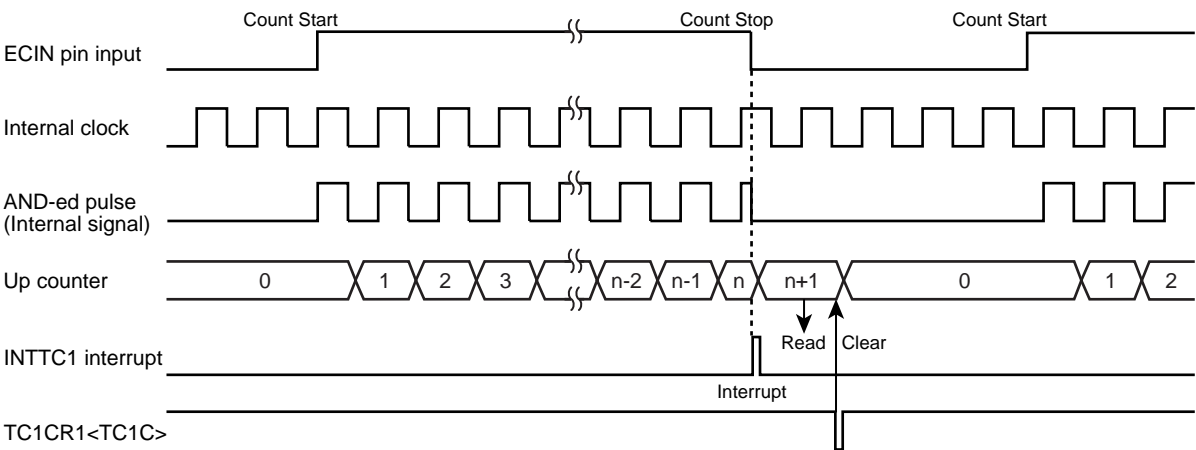 Count Start
Count Stop
Count Start
ECIN pin input
Internal clock
AND-ed pulse
(Internal signal)
Up counter
0
1
2
3
n-2
n-1
n
n+1
0
1
2
Read
Clear
INTTC1 interrupt
Interrupt
TC1CR1<TC1C>